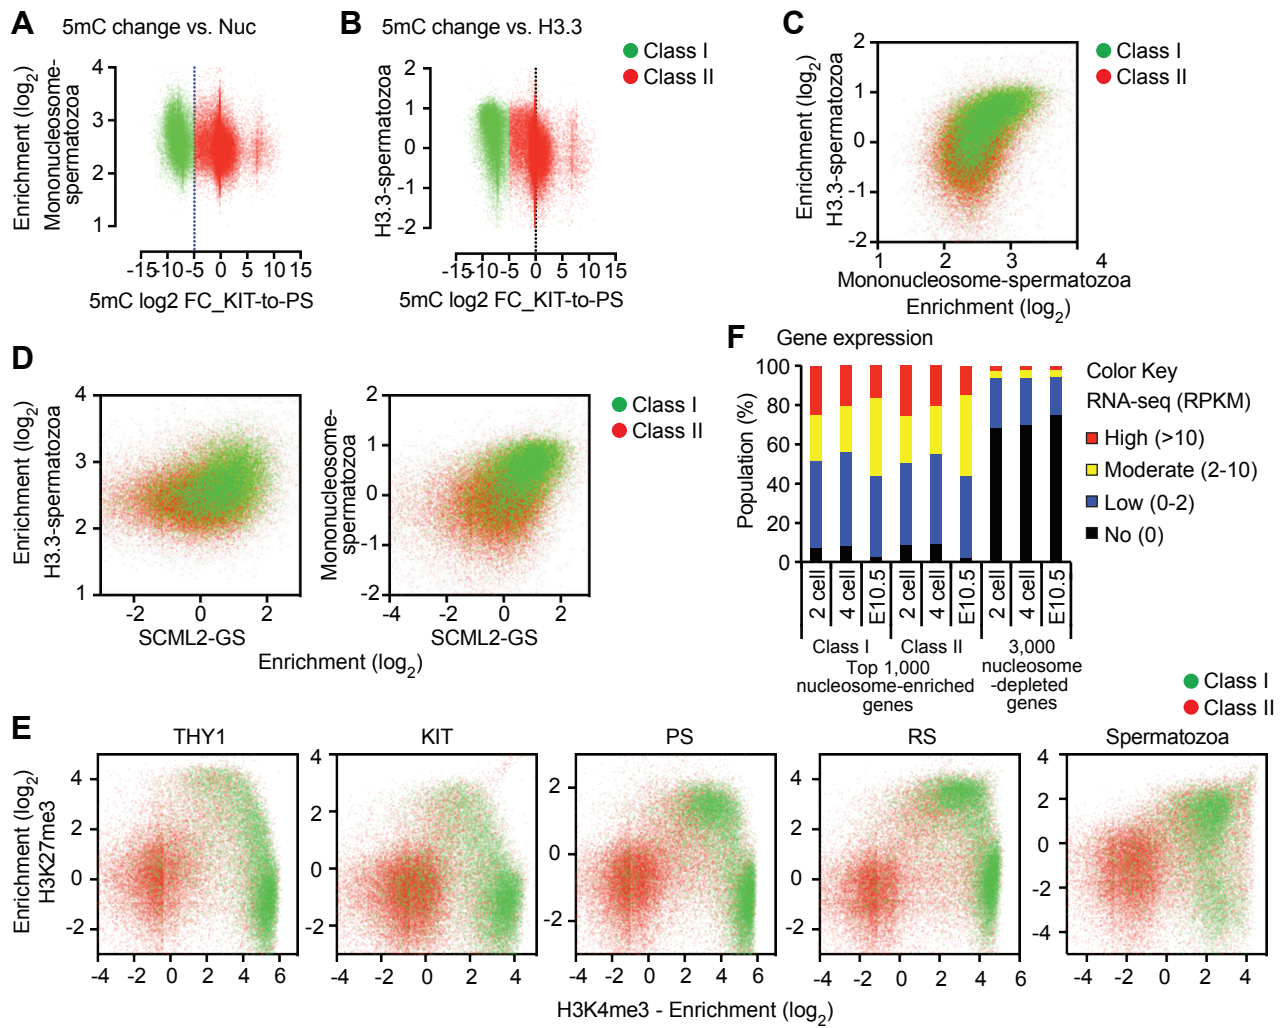 A 5mC change vs. Nuc
Enrichment (log2)
Mononucleosome-
spermatozoa
4
3
2
1
-15 -10 -5 0 5 10 15
5mC log2 FC_KIT-to-PS
B 5mC change vs. H3.3
Class I
Class II
H3.3-spermatozoa
2
1
0
-1
-2
-15 -10 -5 0 5 10 15
5mC log2 FC_KIT-to-PS
C
Class I
Class II
Enrichment (log2)
H3.3-spermatozoa
2
1
0
-1
-2
1 2 3 4
Mononucleosome-spermatozoa
Enrichment (log2)
D
Enrichment (log2)
H3.3-spermatozoa
4
3
2
1
-2 0 2
SCML2-GS
Mononucleosome-
spermatozoa
2
1
0
-1
-2
-4 -2 0 2
SCML2-GS
Enrichment (log2)
Class I
Class II
F Gene expression
Population (%)
100
80
60
40
20
0
2 cell
4 cell
E10.5
2 cell
4 cell
E10.5
2 cell
4 cell
E10.5
Class I Class II
Top 1,000
nucleosome-enriched
genes
3,000
nucleosome
-depleted
genes
Color Key
RNA-seq (RPKM)
High (>10)
Moderate (2-10)
Low (0-2)
No (0)
Class I
Class II
E
Enrichment (log2)
H3K27me3
THY1
4
2
0
-2
-4 -2 0 2 4 6
KIT
4
2
0
-2
-4 -2 0 2 4
PS
2
0
-2
-4 -2 0 2 4 6
RS
4
2
0
-2
-4 -2 0 2 4 6
Spermatozoa
4
2
0
-2
-4
-4 -2 0 2 4
H3K4me3 - Enrichment (log2)